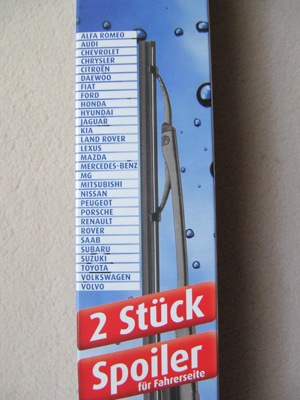 ALFA ROMEO
AUDI
CHEVROLET
CHRYSLER
CITROËN
DAEWOO
FIAT
FORD
HONDA
HYUNDAI
JAGUAR
KIA
LAND ROVER
LEXUS
MAZDA
MERCEDES-BENZ
MG
MITSUBISHI
NISSAN
PEUGEOT
PORSCHE
RENAULT
ROVER
SAAB
SUBARU
SUZUKI
TOYOTA
VOLKSWAGEN
VOLVO
2 Stück
Spoiler
für Fahrerseite